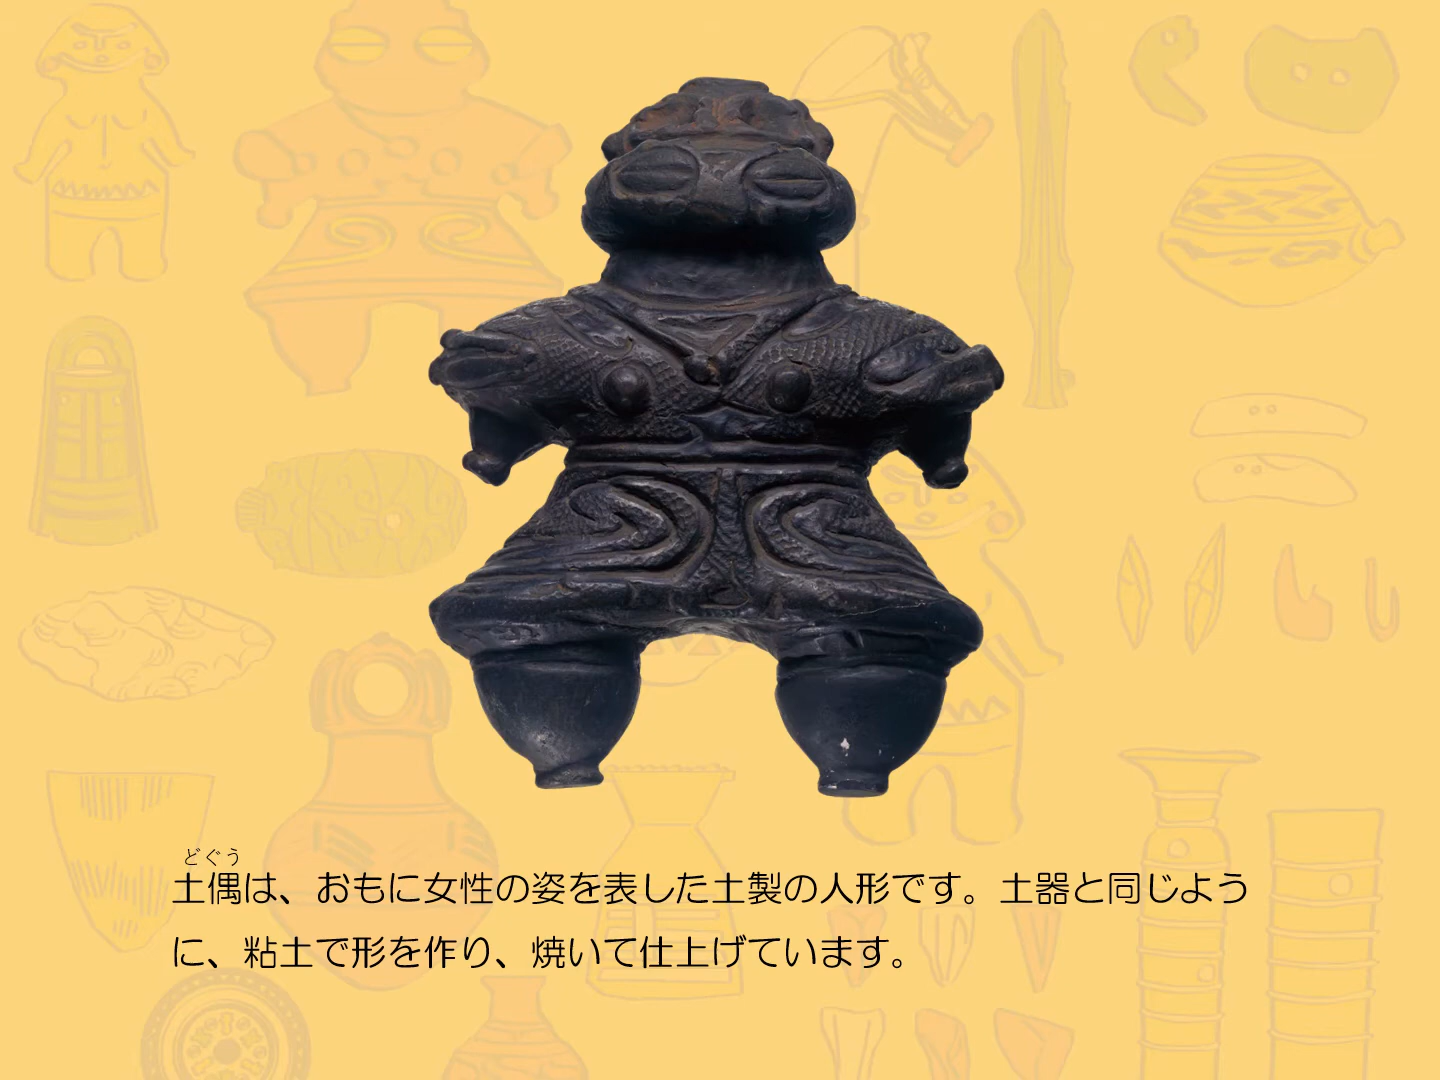 どぐう
土偶は、おもに女性の姿を表した土製の人形です。土器と同じよう
に、粘土で形を作り、焼いて仕上げています。